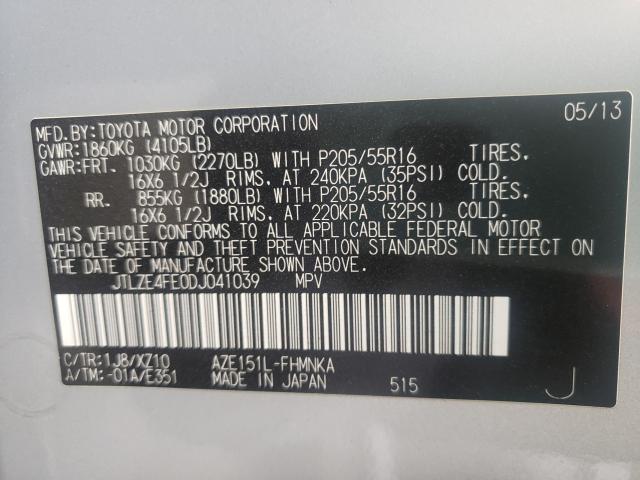 05/13
MFD.BY:TOYOTA MOTOR CORPORATION
GVWR:1860KG (4105LB)
GAWR:FRT. 1030KG (2270LB) WITH P205/55R16 TIRES.
16X6 1/2J RIMS. AT 240KPA (35PSI) COLD.
RR. 855KG (1880LB) WITH P205/55R16 TIRES.
16X6 1/2J RIMS. AT 220KPA (32PSI) COLD.
THIS VEHICLE CONFORMS TO ALL APPLICABLE FEDERAL MOTOR
VEHICLE SAFETY AND THEFT PREVENTION STANDARDS IN EFFECT ON
THE DATE OF MANUFACTURE SHOWN ABOVE.
JTLZE4FE0DJ041039 MPV
C/TR:1J8/XZ10 AZE151L-FHMNKA
A/TM:-01A/E351 MADE IN JAPAN 515 J